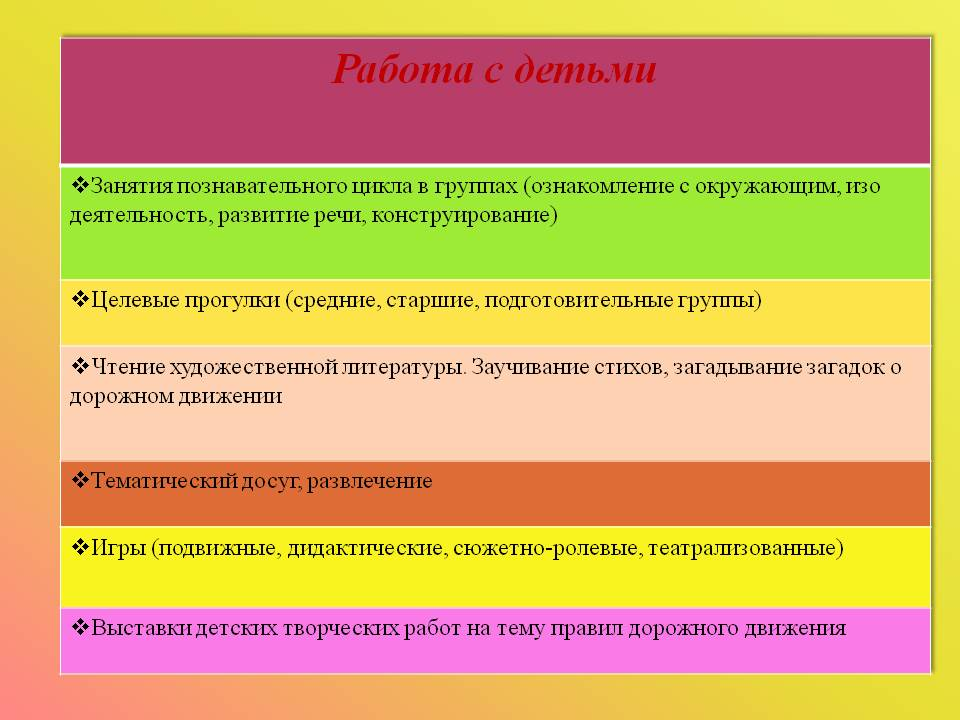 Работа с детьми
❖Занятия познавательного цикла в группах (ознакомление с окружающим, изо
деятельность, развитие речи, конструирование)
❖Целевые прогулки (средние, старшие, подготовительные группы)
❖Чтение художественной литературы. Заучивание стихов, загадывание загадок о
дорожном движении
❖Тематический досуг, развлечение
❖Игры (подвижные, дидактические, сюжетно-ролевые, театрализованные)
❖Выставки детских творческих работ на тему правил дорожного движения